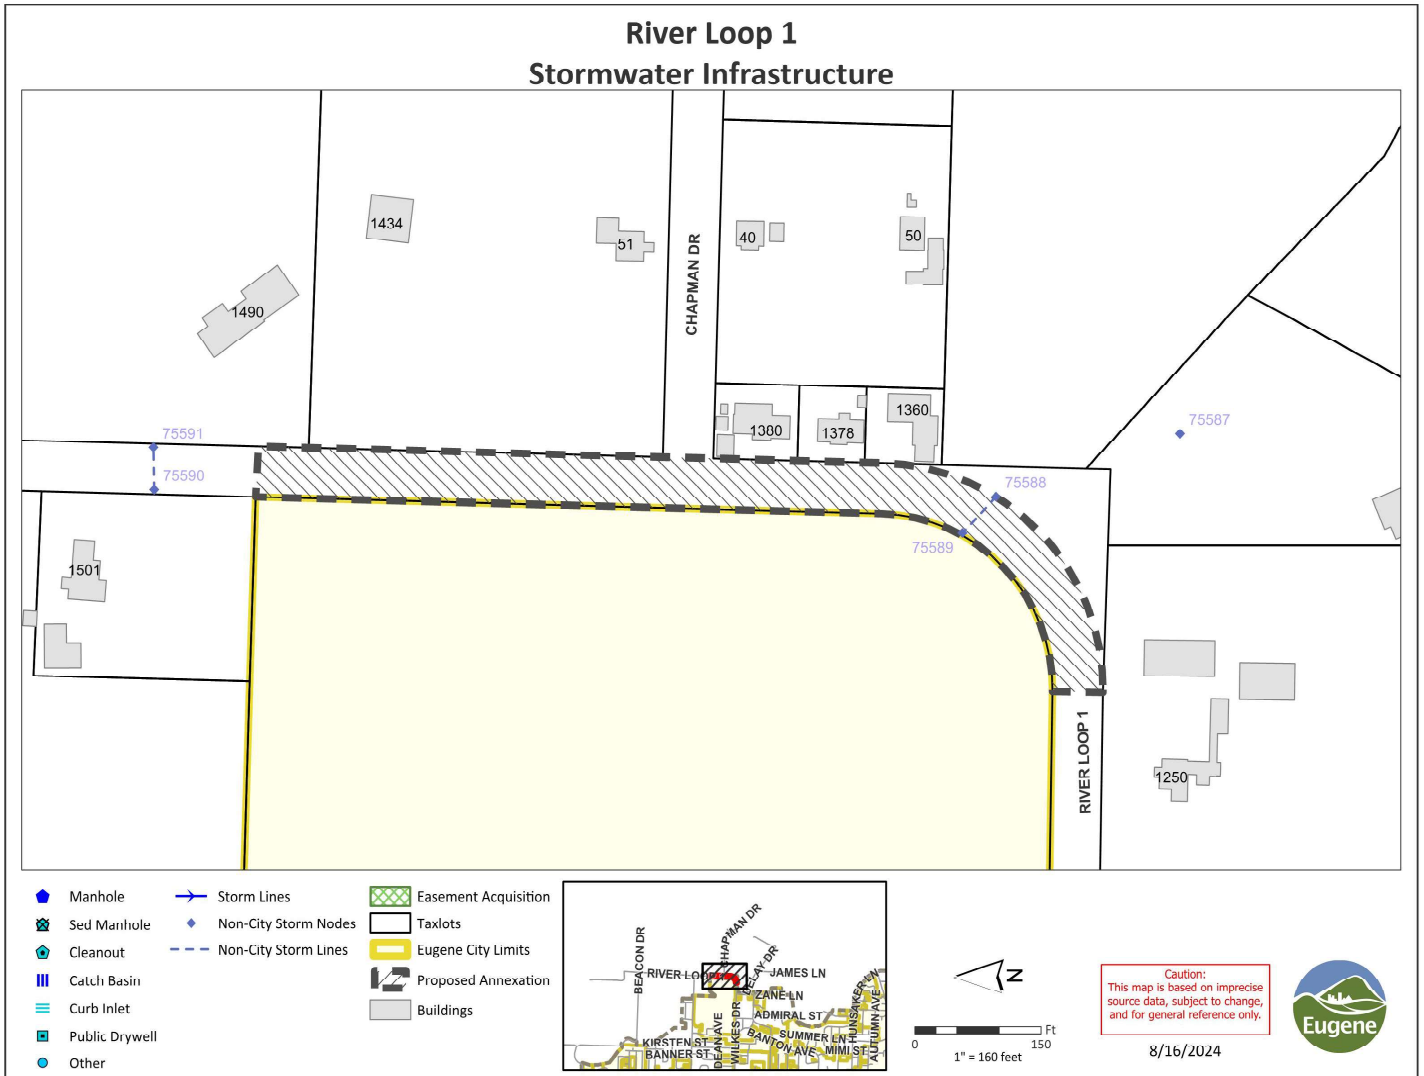 River Loop 1
Stormwater Infrastructure
1434
51
CHAPMAN DR
40
50
1490
1380
1378
1360
75591
75590
75587
75588
75589
1501
RIVER LOOP 1
1250
Manhole
Sed Manhole
Cleanout
Catch Basin
Curb Inlet
Public Drywell
Other
Storm Lines
Non-City Storm Nodes
Non-City Storm Lines
Easement Acquisition
Taxlots
Eugene City Limits
Proposed Annexation
Buildings
BEACON DR
CHAPMAN DR
RIVER LOOP
DELAY DR
JAMES LN
ZANE LN
ADMIRAL ST
HUNSAKER LN
AUTUMN AVE
WILKES DR
SUMMER LN
BANTON AVE
MIMI ST
KIRSTEN ST
BANNER ST
N
0
150
Ft
1" = 160 feet
Caution:
This map is based on imprecise
source data, subject to change,
and for general reference only.
8/16/2024
Eugene